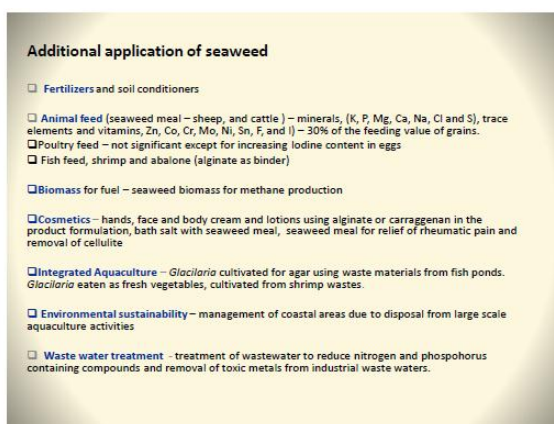 Additional application of seaweed
❑ Fertilizers and soil conditioners
❑ Animal feed (seaweed meal – sheep, and cattle ) – minerals, (K, P, Mg, Ca, Na, Cl and S), trace
elements and vitamins, Zn, Co, Cr, Mo, Ni, Sn, F, and I) – 30% of the feeding value of grains.
❑Poultry feed – not significant except for increasing Iodine content in eggs
❑ Fish feed, shrimp and abalone (alginate as binder)
❑Biomass for fuel – seaweed biomass for methane production
❑Cosmetics – hands, face and body cream and lotions using alginate or carraggenan in the
product formulation, bath salt with seaweed meal, seaweed meal for relief of rheumatic pain and
removal of cellulite
❑Integrated Aquaculture – Glacilaria cultivated for agar using waste materials from fish ponds.
Glacilaria eaten as fresh vegetables, cultivated from shrimp wastes.
❑ Environmental sustainability – management of coastal areas due to disposal from large scale
aquaculture activities
❑ Waste water treatment - treatment of wastewater to reduce nitrogen and phospohorus
containing compounds and removal of toxic metals from industrial waste waters.